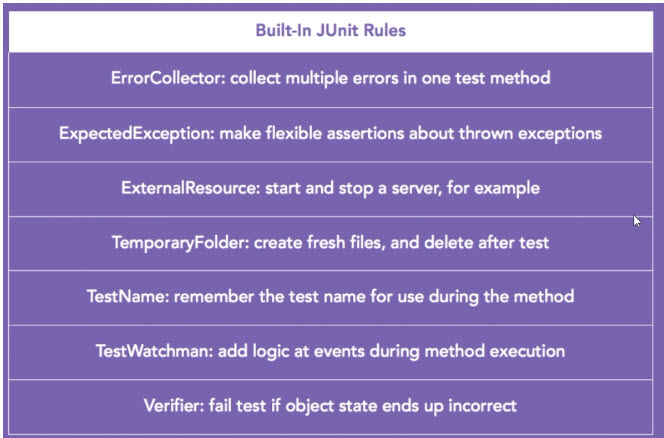 Built-In JUnit Rules
ErrorCollector: collect multiple errors in one test method
ExpectedException: make flexible assertions about thrown exceptions
ExternalResource: start and stop a server, for example
TemporaryFolder: create fresh files, and delete after test
TestName: remember the test name for use during the method
TestWatchman: add logic at events during method execution
Verifier: fail test if object state ends up incorrect